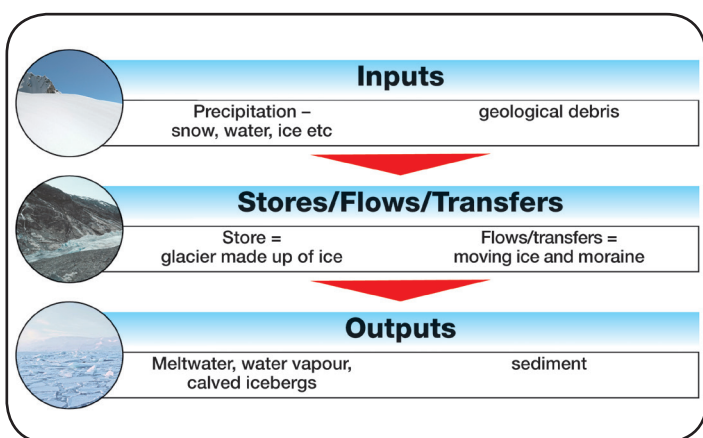 Inputs
Precipitation – geological debris
snow, water, ice etc
Stores/Flows/Transfers
Store = Flows/transfers =
glacier made up of ice moving ice and moraine
Outputs
Meltwater, water vapour, sediment
calved icebergs